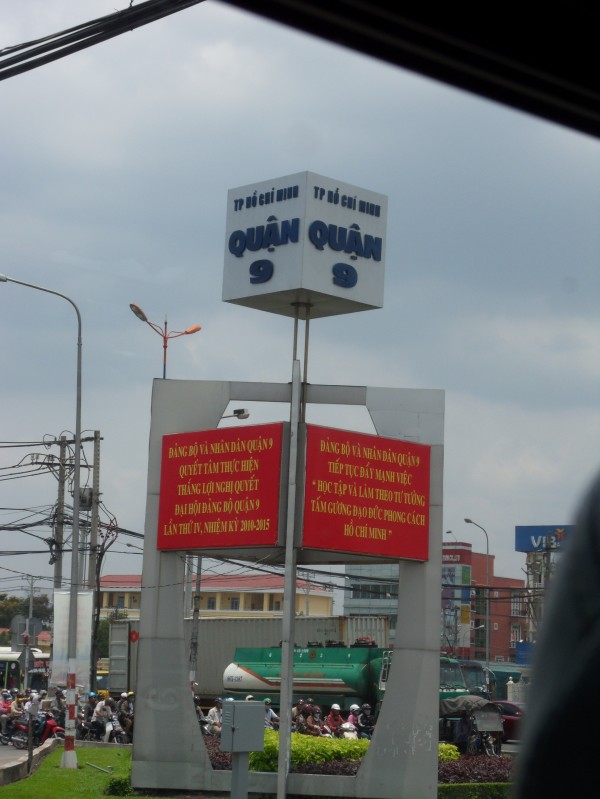 TP HỒ CHÍ MINH
QUẬN
9
TP HỒ CHÍ MINH
QUẬN
9
ĐẢNG BỘ VÀ NHÂN DÂN QUẬN 9
QUYẾT TÂM THỰC HIỆN
THẮNG LỢI NGHỊ QUYẾT
ĐẠI HỘI ĐẢNG BỘ QUẬN 9
LẦN THỨ IV, NHIỆM KỲ 2010-2015
ĐẢNG BỘ VÀ NHÂN DÂN QUẬN 9
TIẾP TỤC ĐẨY MẠNH VIỆC
“ HỌC TẬP VÀ LÀM THEO TƯ TƯỞNG
TẤM GƯƠNG ĐẠO ĐỨC PHONG CÁCH
HỒ CHÍ MINH ”